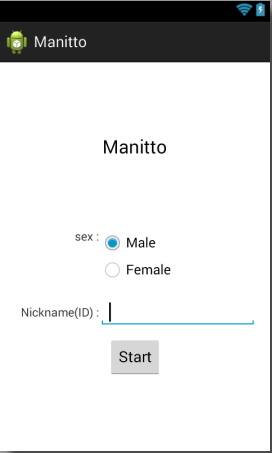 Manitto
Manitto
sex :
Male
Female
Nickname(ID) :
Start